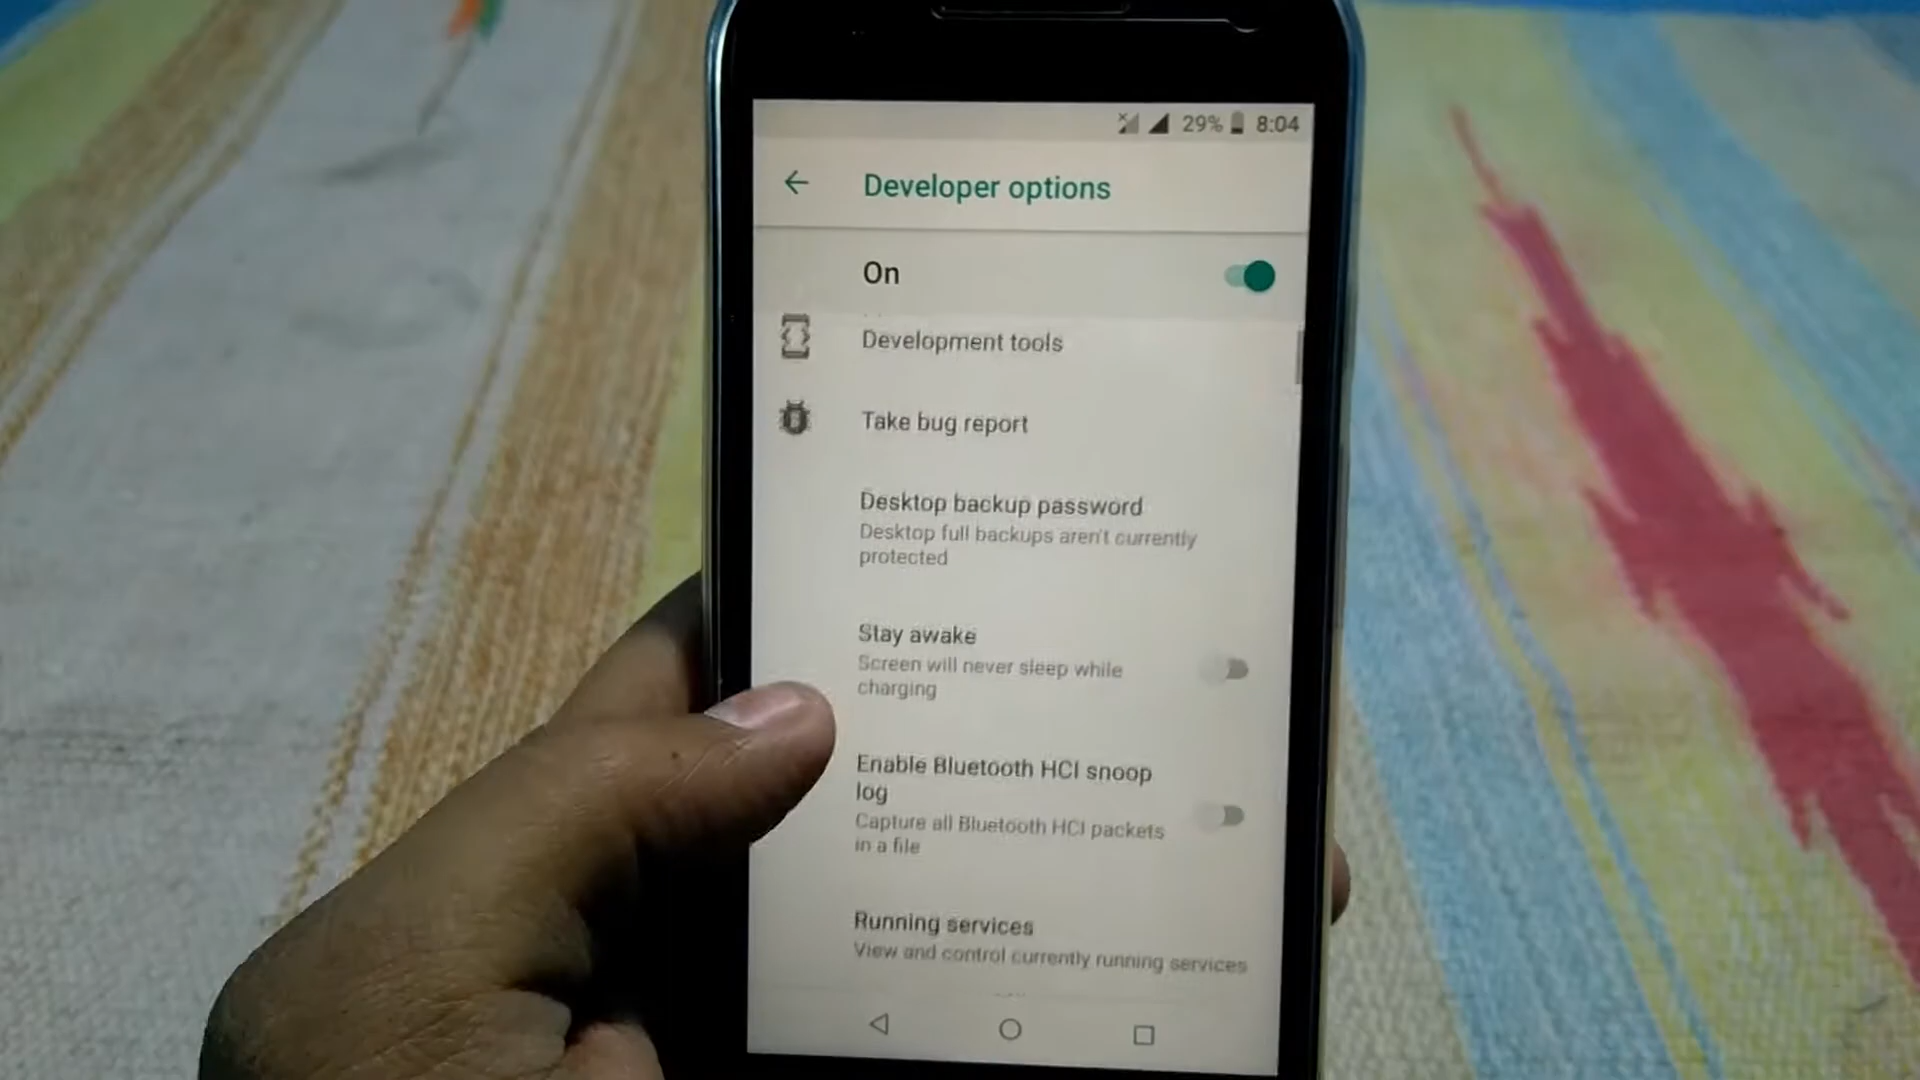 29% 8:04
Developer options
On
Development tools
Take bug report
Desktop backup password
Desktop full backups aren't currently
protected
Stay awake
Screen will never sleep while
charging
Enable Bluetooth HCI snoop
log
Capture all Bluetooth HCI packets
in a file
Running services
View and control currently running services